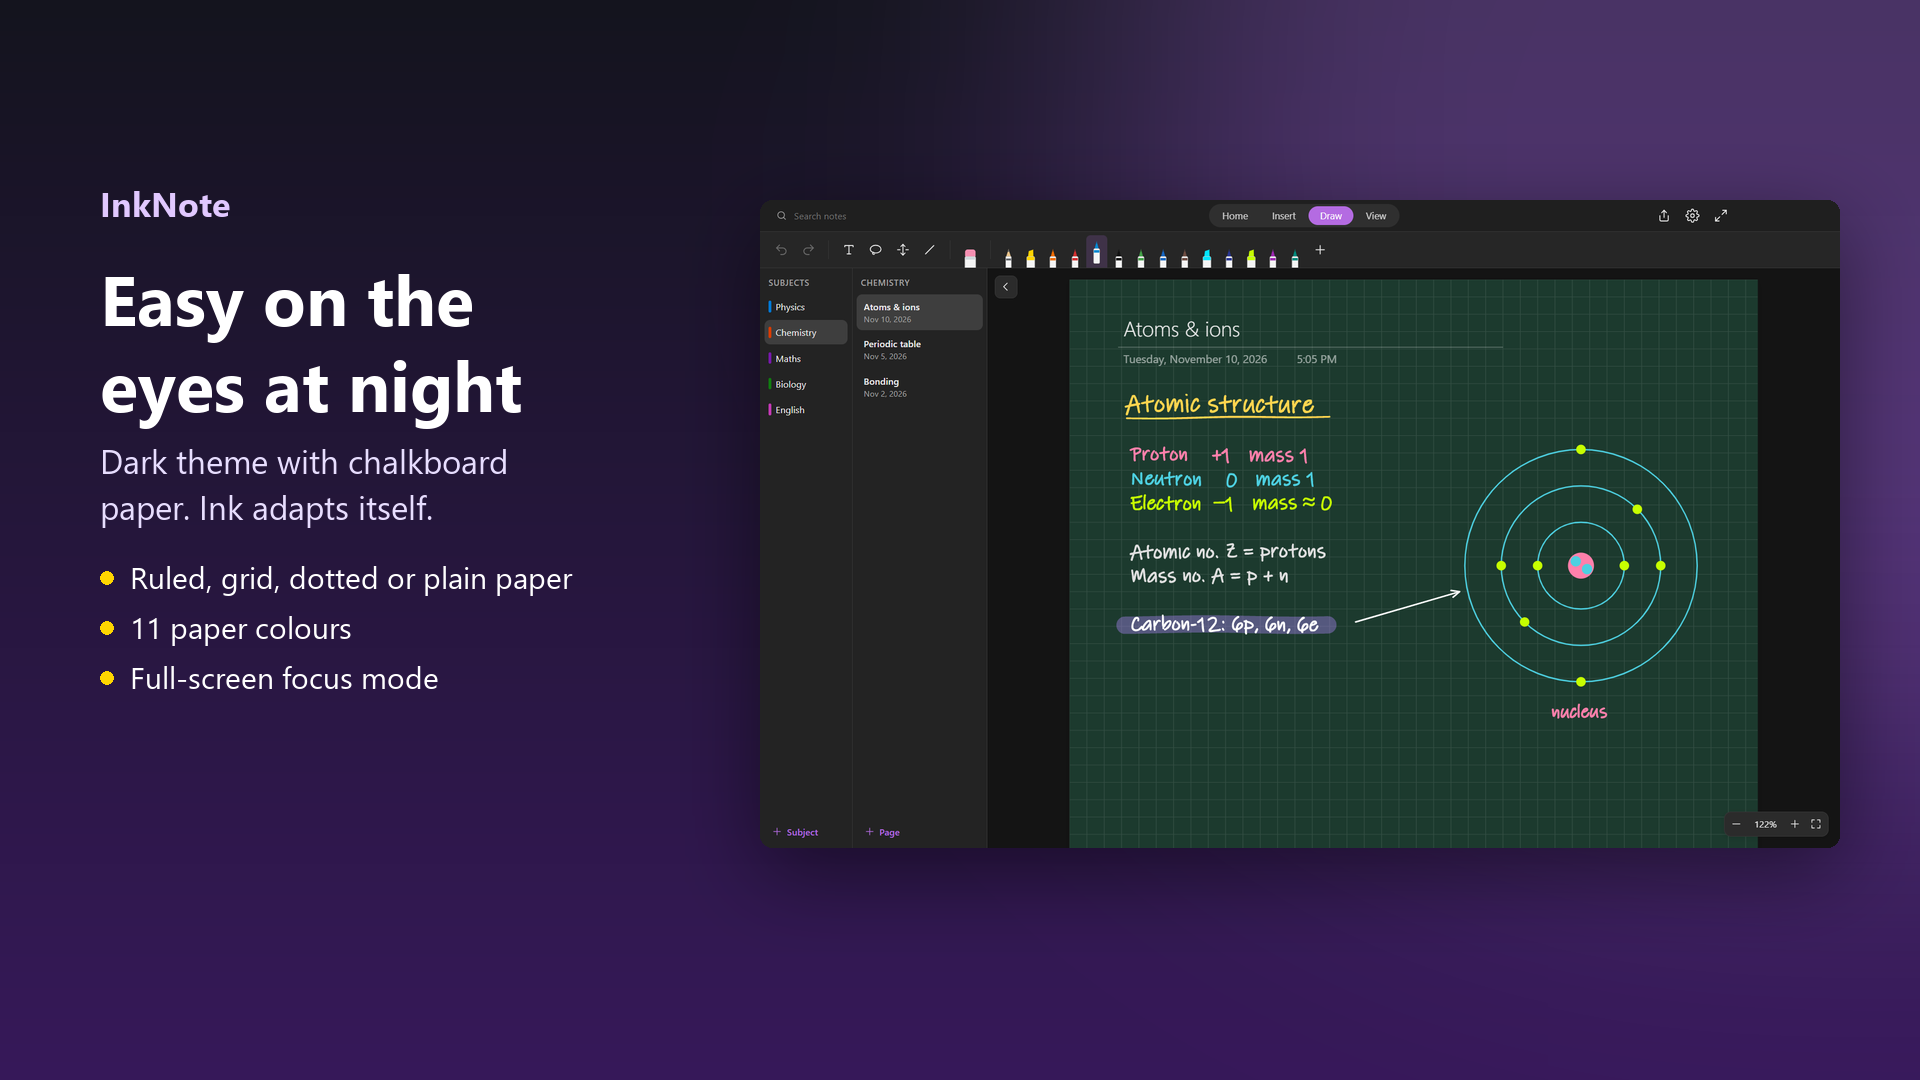 InkNote
Easy on the
eyes at night
Dark theme with chalkboard
paper. Ink adapts itself.
Ruled, grid, dotted or plain paper
11 paper colours
Full-screen focus mode
Search notes
Home Insert Draw View
SUBJECTS
Physics
Chemistry
Maths
Biology
English
+ Subject
CHEMISTRY
Atoms & ions
Nov 10, 2026
Periodic table
Nov 5, 2026
Bonding
Nov 2, 2026
+ Page
Atoms & ions
Tuesday, November 10, 2026 5:05 PM
Atomic structure
Proton +1 mass 1
Neutron 0 mass 1
Electron −1 mass ≈ 0
Atomic no. Z = protons
Mass no. A = p + n
Carbon-12: 6p, 6n, 6e
nucleus
122%